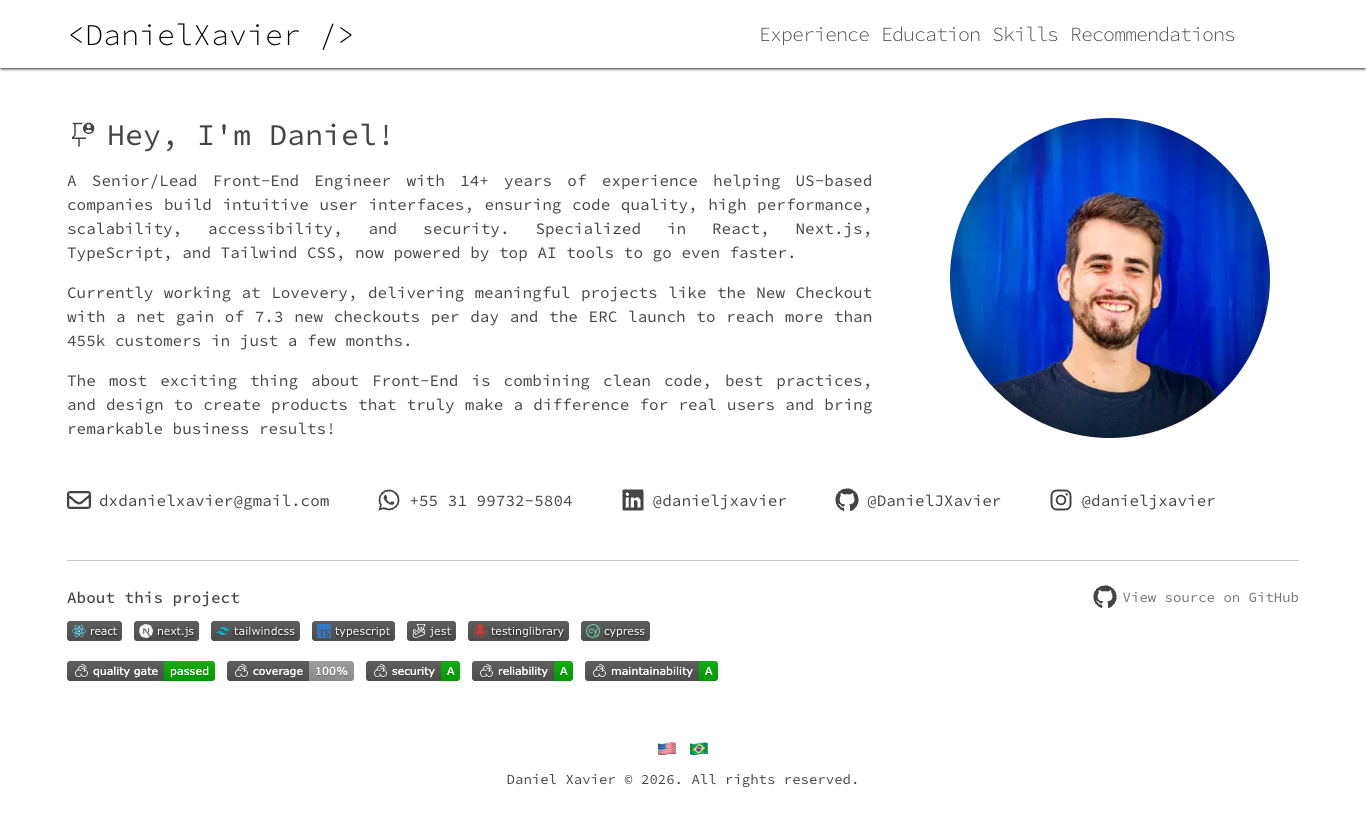 <DanielXavier />
Experience Education Skills Recommendations
Hey, I'm Daniel!
A Senior/Lead Front-End Engineer with 14+ years of experience helping US-based
companies build intuitive user interfaces, ensuring code quality, high performance,
scalability, accessibility, and security. Specialized in React, Next.js,
TypeScript, and Tailwind CSS, now powered by top AI tools to go even faster.
Currently working at Lovevery, delivering meaningful projects like the New Checkout
with a net gain of 7.3 new checkouts per day and the ERC launch to reach more than
455k customers in just a few months.
The most exciting thing about Front-End is combining clean code, best practices,
and design to create products that truly make a difference for real users and bring
remarkable business results!
dxdanielxavier@gmail.com +55 31 99732-5804 @danieljxavier @DanielJXavier @danieljxavier
About this project
View source on GitHub
react next.js tailwindcss typescript jest testinglibrary cypress
quality gate passed coverage 100% security A reliability A maintainability A
Daniel Xavier © 2026. All rights reserved.